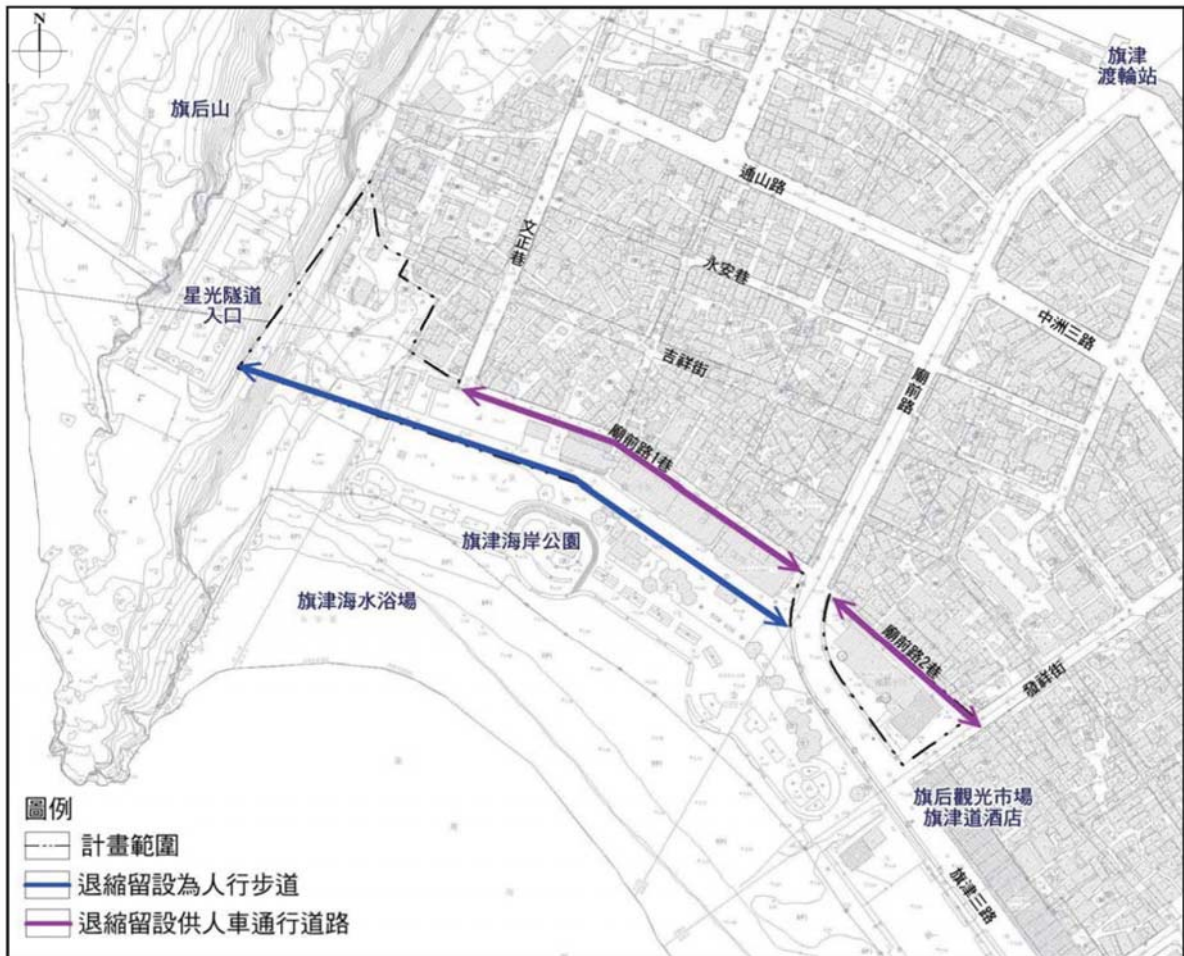 N
旗津
渡輪站
旗后山
通山路
文正巷
永安巷
星光隧道
入口
中洲三路
吉祥街
廟前路
廟前路1巷
旗津海岸公園
旗津海水浴場
廟前路2巷
發祥街
旗后觀光市場
旗津道酒店
旗津三路
圖例
計畫範圍
退縮留設為人行步道
退縮留設供人車通行道路